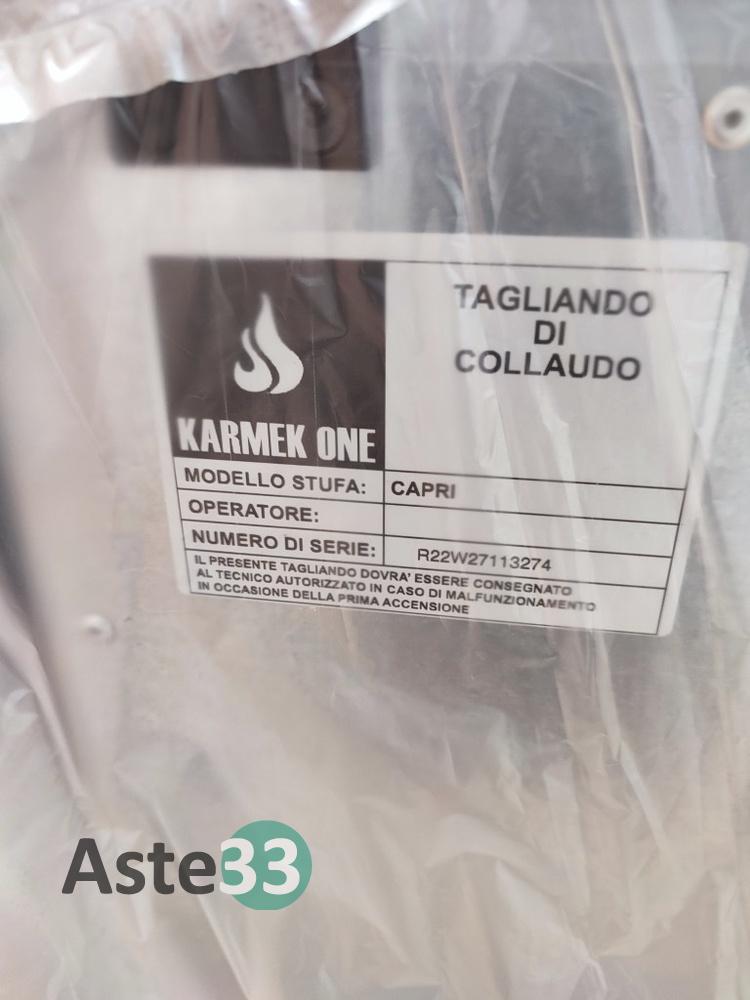 TAGLIANDO
DI
COLLAUDO
KARMEK ONE
MODELLO STUFA: CAPRI
OPERATORE:
NUMERO DI SERIE: R22W27113274
IL PRESENTE TAGLIANDO DOVRA' ESSERE CONSEGNATO
AL TECNICO AUTORIZZATO IN CASO DI MALFUNZIONAMENTO
IN OCCASIONE DELLA PRIMA ACCENSIONE
Aste33